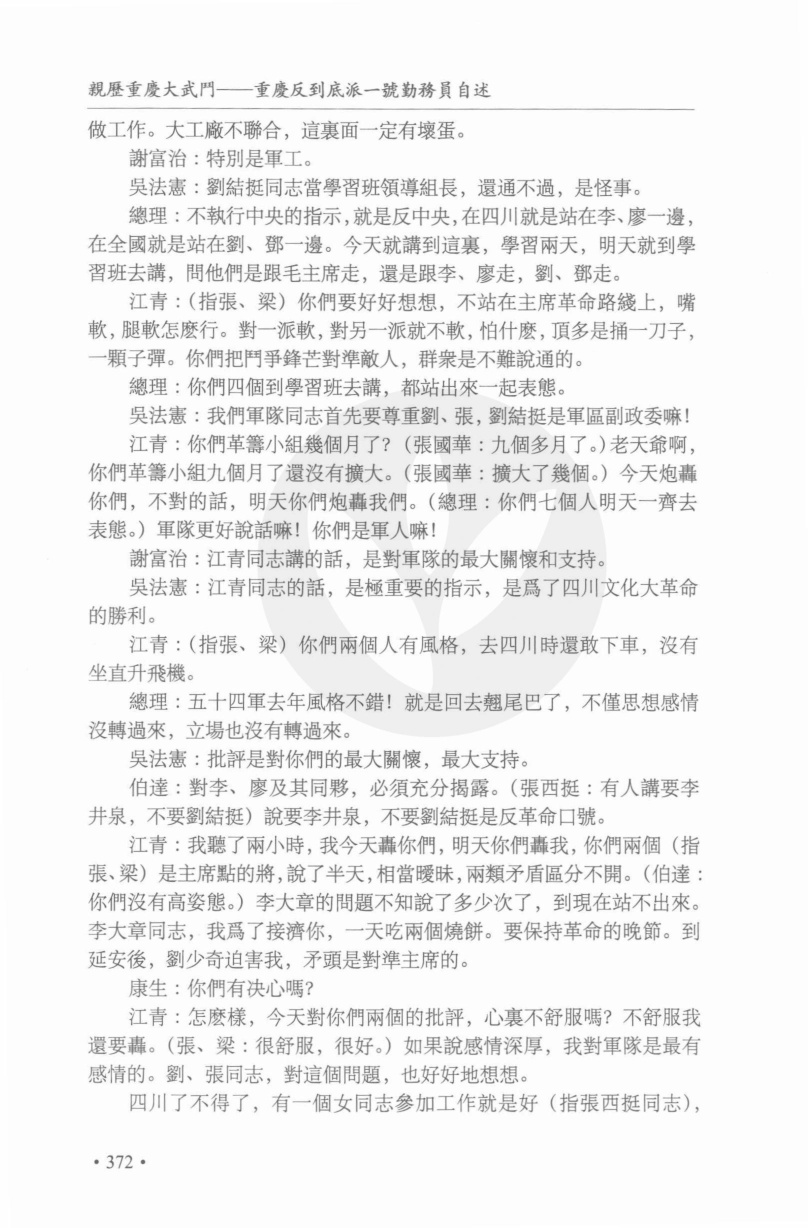 親歷重慶大武鬥——重慶反到底派一號勤務員自述
做工作。大工廠不聯合，這裏面一定有壞蛋。
謝富治：特別是軍工。
吳法憲：劉結挺同志當學習班領導組長，還通不過，是怪事。
總理：不執行中央的指示，就是反中央，在四川就是站在李、廖一邊，
在全國就是站在劉、鄧一邊。今天就講到這裏，學習兩天，明天就到學
習班去講，問他們是跟毛主席走，還是跟李、廖走，劉、鄧走。
江青：（指張、梁）你們要好好想想，不站在主席革命路綫上，嘴
軟，腿軟怎麽行。對一派軟，對另一派就不軟，怕什麽，頂多是捅一刀子，
一顆子彈。你們把鬥爭鋒芒對準敵人，群衆是不難說通的。
總理：你們四個到學習班去講，都站出來一起表態。
吳法憲：我們軍隊同志首先要尊重劉、張，劉結挺是軍區副政委嘛！
江青：你們革籌小組幾個月了？（張國華：九個多月了。）老天爺啊，
你們革籌小組九個月了還沒有擴大。（張國華：擴大了幾個。）今天炮轟
你們，不對的話，明天你們炮轟我們。（總理：你們七個人明天一齊去
表態。）軍隊更好說話嘛！你們是軍人嘛！
謝富治：江青同志講的話，是對軍隊的最大關懷和支持。
吳法憲：江青同志的話，是極重要的指示，是爲了四川文化大革命
的勝利。
江青：（指張、梁）你們兩個人有風格，去四川時還敢下車，沒有
坐直升飛機。
總理：五十四軍去年風格不錯！就是回去翹尾巴了，不僅思想感情
沒轉過來，立場也沒有轉過來。
吳法憲：批評是對你們的最大關懷，最大支持。
伯達：對李、廖及其同夥，必須充分揭露。（張西挺：有人講要李
井泉，不要劉結挺）說要李井泉，不要劉結挺是反革命口號。
江青：我聽了兩小時，我今天轟你們，明天你們轟我，你們兩個（指
張、梁）是主席點的將，說了半天，相當曖昧，兩類矛盾區分不開。（伯達：
你們沒有高姿態。）李大章的問題不知說了多少次了，到現在站不出來。
李大章同志，我爲了接濟你，一天吃兩個燒餅。要保持革命的晚節。到
延安後，劉少奇迫害我，矛頭是對準主席的。
康生：你們有決心嗎？
江青：怎麽樣，今天對你們兩個的批評，心裏不舒服嗎？不舒服我
還要轟。（張、梁：很舒服，很好。）如果說感情深厚，我對軍隊是最有
感情的。劉、張同志，對這個問題，也好好地想想。
四川了不得了，有一個女同志參加工作就是好（指張西挺同志），
·372·